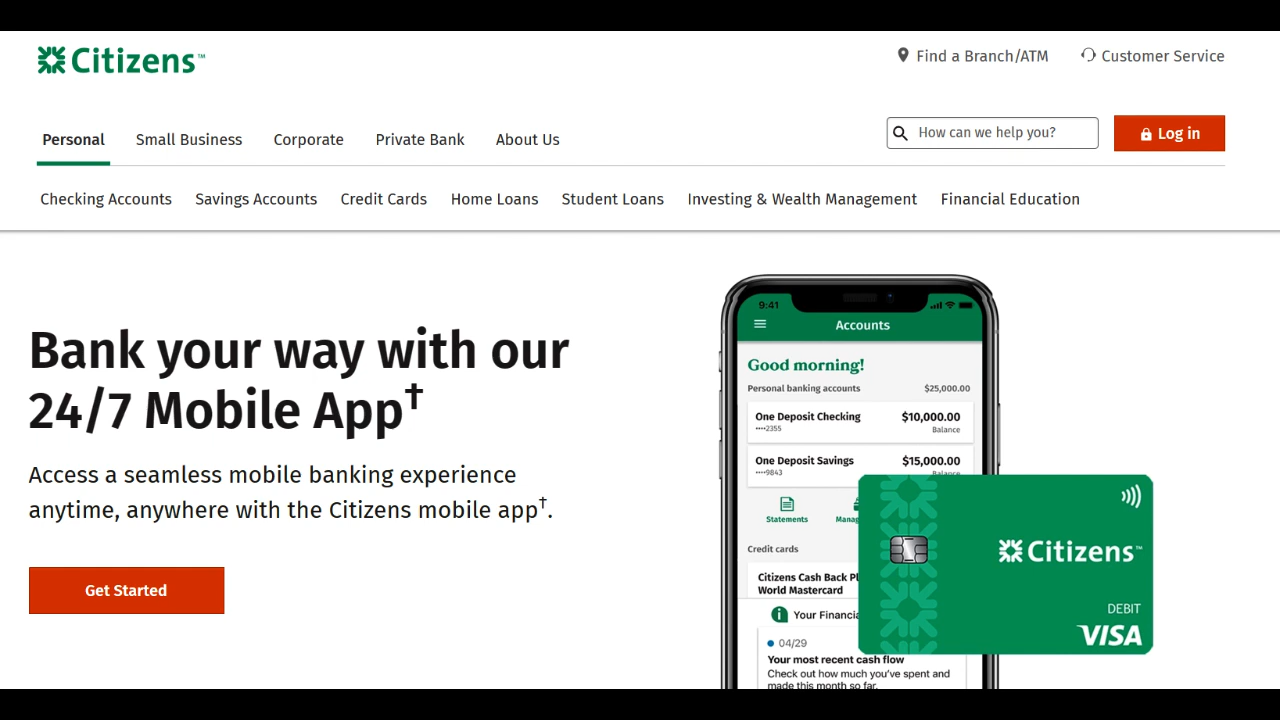 Citizens™
Find a Branch/ATM
Customer Service
Personal
Small Business
Corporate
Private Bank
About Us
How can we help you?
Log in
Checking Accounts
Savings Accounts
Credit Cards
Home Loans
Student Loans
Investing & Wealth Management
Financial Education
Bank your way with our
24/7 Mobile App†
Access a seamless mobile banking experience
anytime, anywhere with the Citizens mobile app†.
Get Started
9:41
Accounts
Good morning!
Personal banking accounts $25,000.00
One Deposit Checking $10,000.00
••••2355 Balance
One Deposit Savings $15,000.00
••••9843 Balance
Statements
Credit cards
Citizens Cash Back
World Mastercard
Your
04/29
Your most recent cash flow
Check out how much you've spent and
made this month so far.
Citizens™
DEBIT
VISA